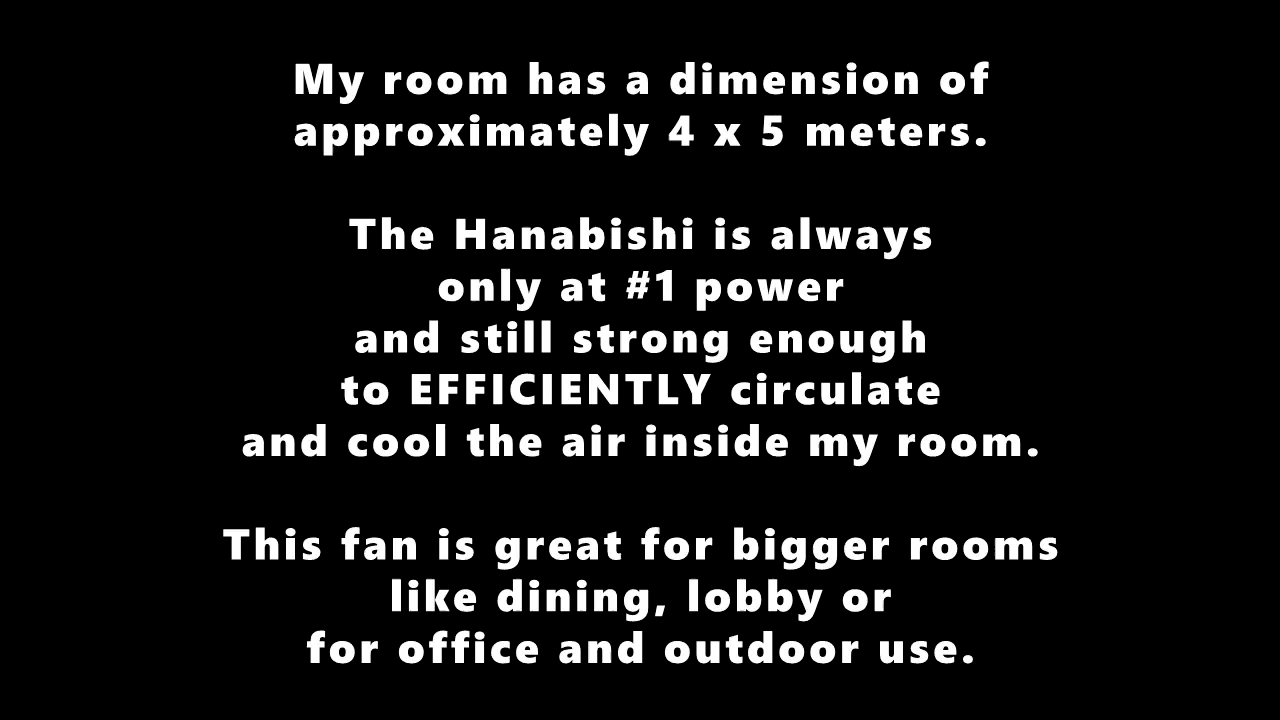 My room has a dimension of
approximately 4 x 5 meters.
The Hanabishi is always
only at #1 power
and still strong enough
to EFFICIENTLY circulate
and cool the air inside my room.
This fan is great for bigger rooms
like dining, lobby or
for office and outdoor use.